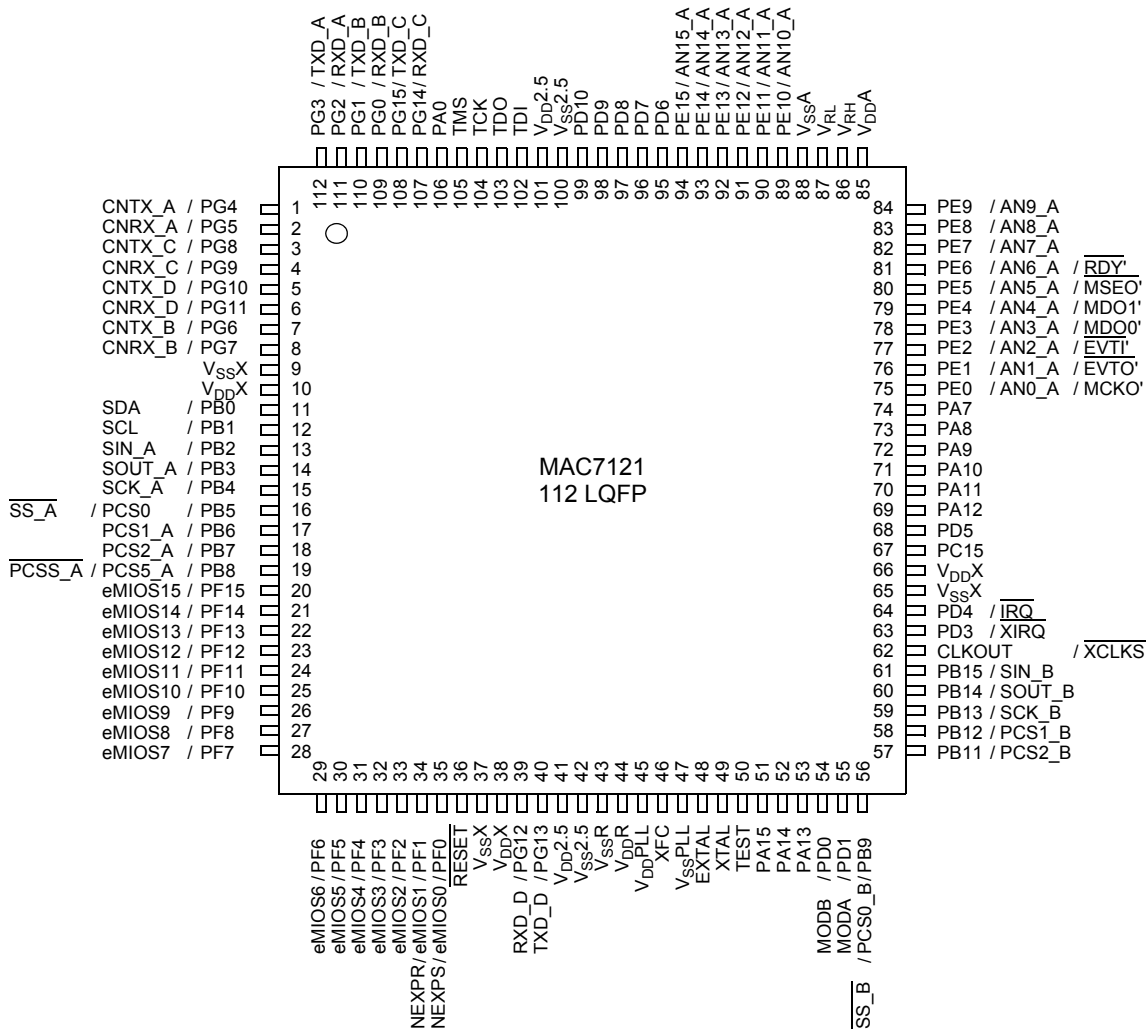 PG3 / TXD_A
PG2 / RXD_A
PG1 / TXD_B
PG0 / RXD_B
PG15 / TXD_C
PG14 / RXD_C
PA0
TMS
TCK
TDO
TDI
VDD2.5
VSS2.5
PD10
PD9
PD8
PD7
PD6
PE15 / AN15_A
PE14 / AN14_A
PE13 / AN13_A
PE12 / AN12_A
PE11 / AN11_A
PE10 / AN10_A
VSSA
VRL
VRH
VDDA
112 111 110 109 108 107 106 105 104 103 102 101 100 99 98 97 96 95 94 93 92 91 90 89 88 87 86 85
CNTX_A / PG4 1
CNRX_A / PG5 2
CNTX_C / PG8 3
CNRX_C / PG9 4
CNTX_D / PG10 5
CNRX_D / PG11 6
CNTX_B / PG6 7
CNRX_B / PG7 8
VSSX 9
VDDX 10
SDA / PB0 11
SCL / PB1 12
SIN_A / PB2 13
SOUT_A / PB3 14
SCK_A / PB4 15
SS_A / PCS0 / PB5 16
PCS1_A / PB6 17
PCS2_A / PB7 18
PCSS_A / PCS5_A / PB8 19
eMIOS15 / PF15 20
eMIOS14 / PF14 21
eMIOS13 / PF13 22
eMIOS12 / PF12 23
eMIOS11 / PF11 24
eMIOS10 / PF10 25
eMIOS9 / PF9 26
eMIOS8 / PF8 27
eMIOS7 / PF7 28
MAC7121
112 LQFP
84 PE9 / AN9_A
83 PE8 / AN8_A
82 PE7 / AN7_A
81 PE6 / AN6_A / RDY'
80 PE5 / AN5_A / MSEO'
79 PE4 / AN4_A / MDO1'
78 PE3 / AN3_A / MDO0'
77 PE2 / AN2_A / EVTI'
76 PE1 / AN1_A / EVTO'
75 PE0 / AN0_A / MCKO'
74 PA7
73 PA8
72 PA9
71 PA10
70 PA11
69 PA12
68 PD5
67 PC15
66 VDDX
65 VSSX
64 PD4 / IRQ
63 PD3 / XIRQ
62 CLKOUT / XCLKS
61 PB15 / SIN_B
60 PB14 / SOUT_B
59 PB13 / SCK_B
58 PB12 / PCS1_B
57 PB11 / PCS2_B
29 30 31 32 33 34 35 36 37 38 39 40 41 42 43 44 45 46 47 48 49 50 51 52 53 54 55 56
eMIOS6 / PF6
eMIOS5 / PF5
eMIOS4 / PF4
eMIOS3 / PF3
eMIOS2 / PF2
NEXPR / eMIOS1 / PF1
NEXPS / eMIOS0 / PF0
RESET
VSSX
VDDX
RXD_D / PG12
TXD_D / PG13
VDD2.5
VSS2.5
VSSR
VDDR
VDDPLL
XFC
VSSPLL
EXTAL
XTAL
TEST
PA15
PA14
PA13
MODB / PD0
MODA / PD1
SS_B / PCS0_B / PB9